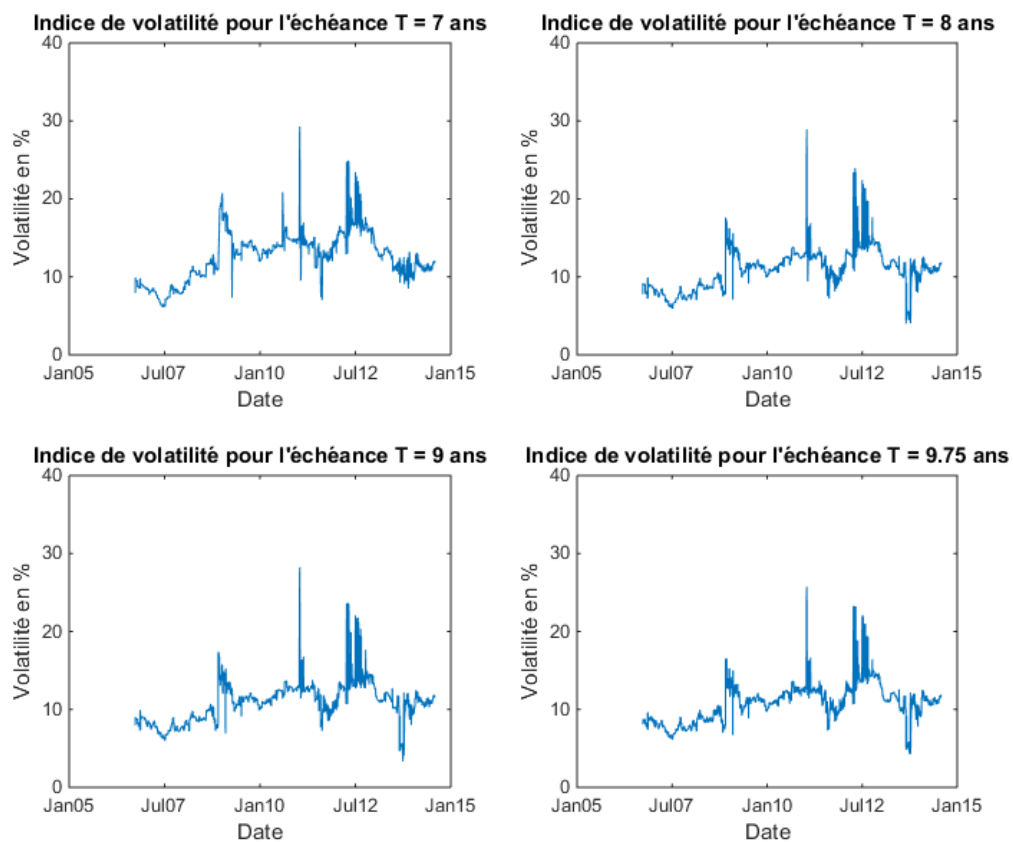 Indice de volatilité pour l'échéance T = 7 ans
40
30
20
10
0
Volatilité en %
Jan05 Jul07 Jan10 Jul12 Jan15
Date
Indice de volatilité pour l'échéance T = 8 ans
40
30
20
10
0
Volatilité en %
Jan05 Jul07 Jan10 Jul12 Jan15
Date
Indice de volatilité pour l'échéance T = 9 ans
40
30
20
10
0
Volatilité en %
Jan05 Jul07 Jan10 Jul12 Jan15
Date
Indice de volatilité pour l'échéance T = 9.75 ans
40
30
20
10
0
Volatilité en %
Jan05 Jul07 Jan10 Jul12 Jan15
Date